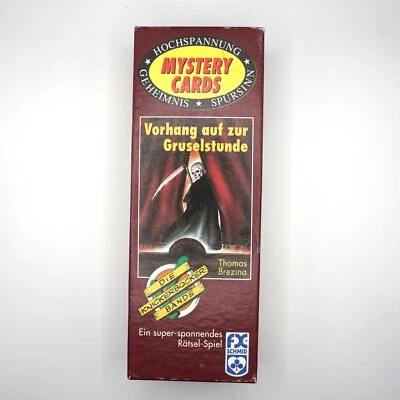 HOCHSPANNUNG
MYSTERY
CARDS
GEHEIMNIS ★ SPURSINN
Vorhang auf zur
Gruselstunde
Thomas
Brezina
DIE
KNICKERBOCKER
BANDE
Ein super-spannendes
Rätsel-Spiel
FX
SCHMID